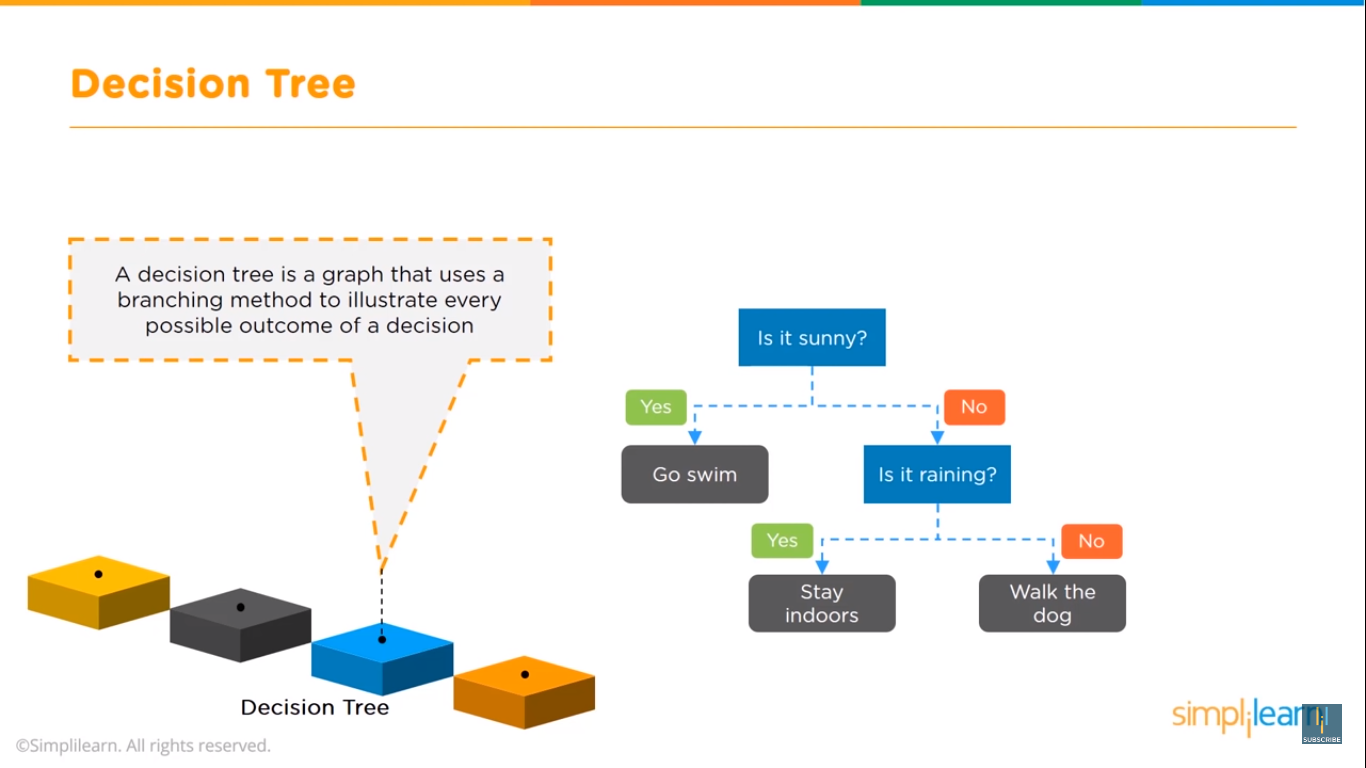 Decision Tree
A decision tree is a graph that uses a
branching method to illustrate every
possible outcome of a decision
Is it sunny?
Yes
No
Go swim
Is it raining?
Yes
No
Stay
indoors
Walk the
dog
Decision Tree
simplilearn
SUBSCRIBE
©Simplilearn. All rights reserved.